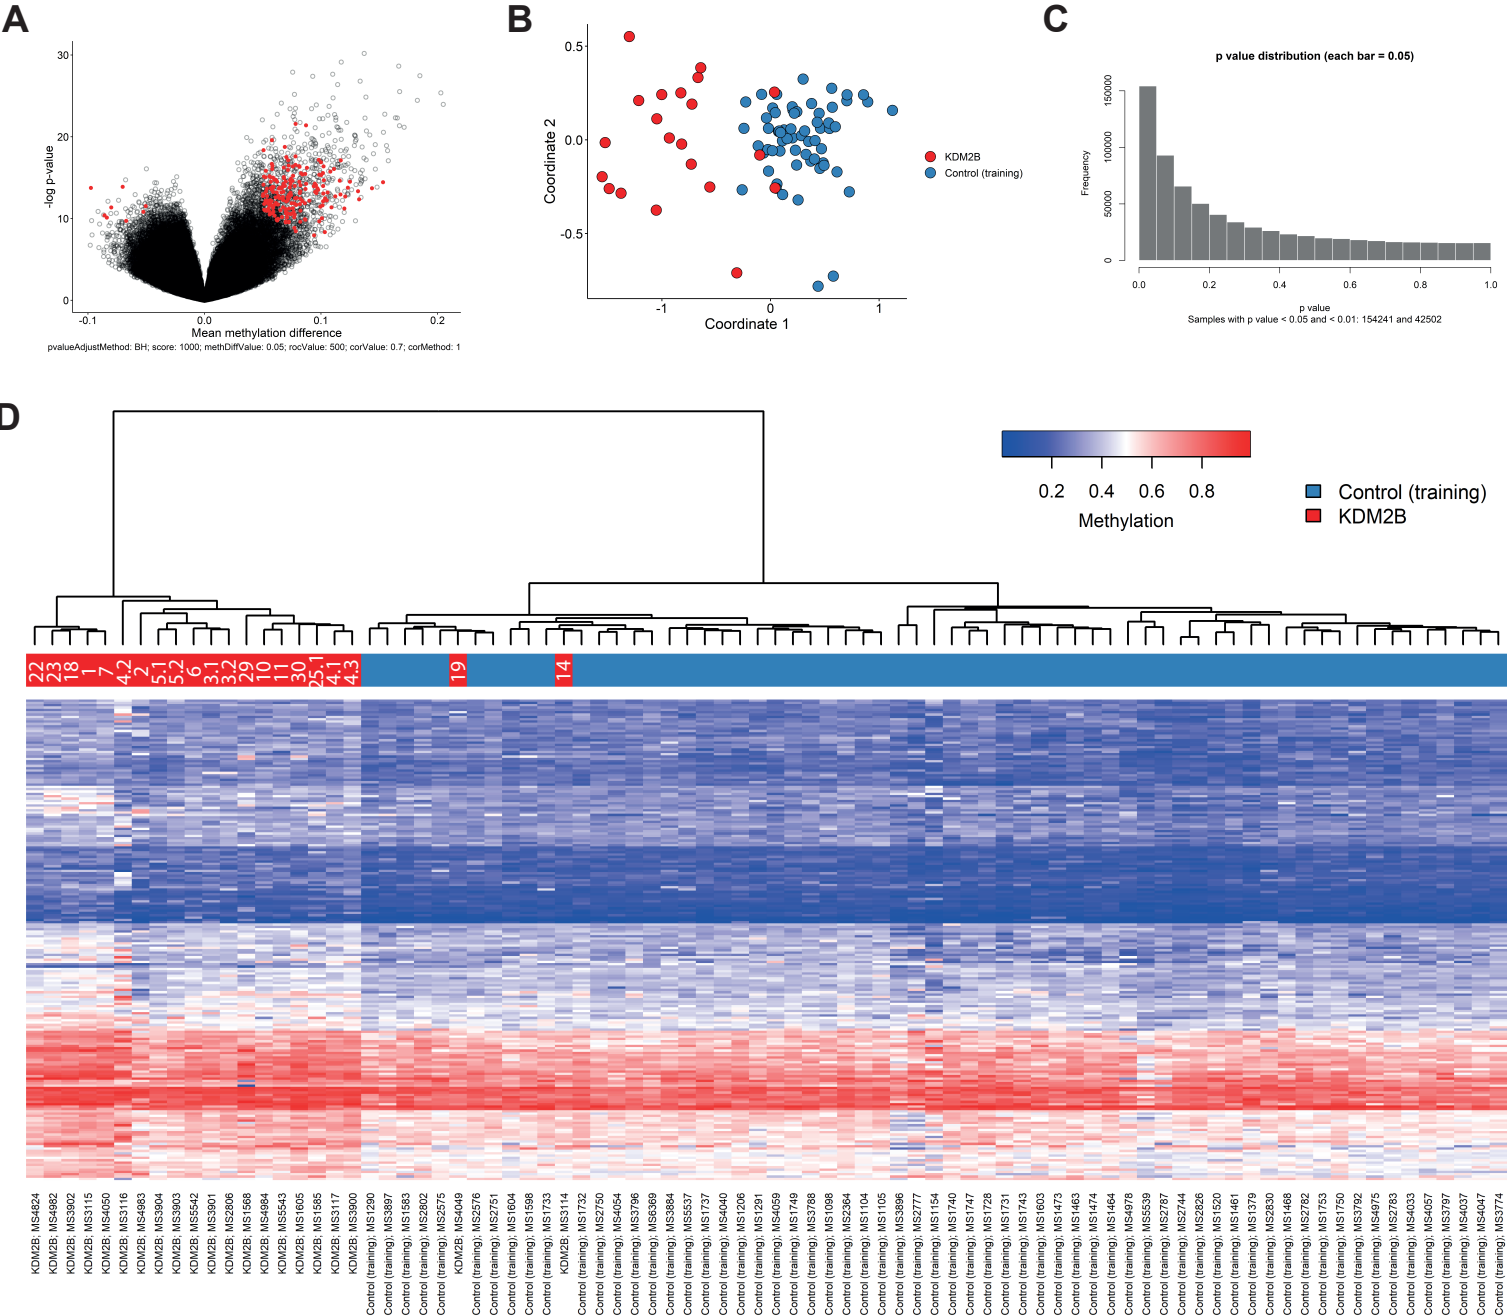 A
30
20
10
0
-log p-value
-0.1
0.0
0.1
0.2
Mean methylation difference
pvalueAdjustMethod: BH; score: 1000; methDiffValue: 0.05; rocValue: 500; corValue: 0.7; corMethod: 1
B
0.5
0.0
-0.5
Coordinate 2
-1
0
1
Coordinate 1
KDM2B
Control (training)
C
p value distribution (each bar = 0.05)
150000
100000
50000
0
Frequency
0.0
0.2
0.4
0.6
0.8
1.0
p value
Samples with p value < 0.05 and < 0.01: 154241 and 42502
D
0.2
0.4
0.6
0.8
Methylation
Control (training)
KDM2B
22
23
18
1
7
4.2
2
5.1
5.2
6
3.1
3.2
29
10
11
30
25.1
4.1
4.3
19
14
KDM2B; MS4824
KDM2B; MS4982
KDM2B; MS3902
KDM2B; MS3115
KDM2B; MS4050
KDM2B; MS3116
KDM2B; MS4983
KDM2B; MS3904
KDM2B; MS3903
KDM2B; MS5542
KDM2B; MS3901
KDM2B; MS2806
KDM2B; MS1568
KDM2B; MS4984
KDM2B; MS5543
KDM2B; MS1605
KDM2B; MS1585
KDM2B; MS3117
KDM2B; MS3900
Control (training); MS1290
Control (training); MS3897
Control (training); MS1583
Control (training); MS2802
Control (training); MS2575
KDM2B; MS4049
Control (training); MS2576
Control (training); MS2751
Control (training); MS1604
Control (training); MS1598
Control (training); MS1733
KDM2B; MS3114
Control (training); MS1732
Control (training); MS2750
Control (training); MS4054
Control (training); MS3796
Control (training); MS6369
Control (training); MS3884
Control (training); MS5537
Control (training); MS1737
Control (training); MS4040
Control (training); MS1206
Control (training); MS1291
Control (training); MS4059
Control (training); MS1749
Control (training); MS3788
Control (training); MS1098
Control (training); MS2364
Control (training); MS1104
Control (training); MS1105
Control (training); MS3896
Control (training); MS2777
Control (training); MS1154
Control (training); MS1740
Control (training); MS1747
Control (training); MS1728
Control (training); MS1731
Control (training); MS1743
Control (training); MS1603
Control (training); MS1473
Control (training); MS1463
Control (training); MS1474
Control (training); MS1464
Control (training); MS4978
Control (training); MS5539
Control (training); MS2787
Control (training); MS2744
Control (training); MS2826
Control (training); MS1520
Control (training); MS1461
Control (training); MS1379
Control (training); MS2830
Control (training); MS1468
Control (training); MS2782
Control (training); MS1753
Control (training); MS1750
Control (training); MS3792
Control (training); MS4975
Control (training); MS2783
Control (training); MS4033
Control (training); MS4057
Control (training); MS3797
Control (training); MS4037
Control (training); MS4047
Control (training); MS3774